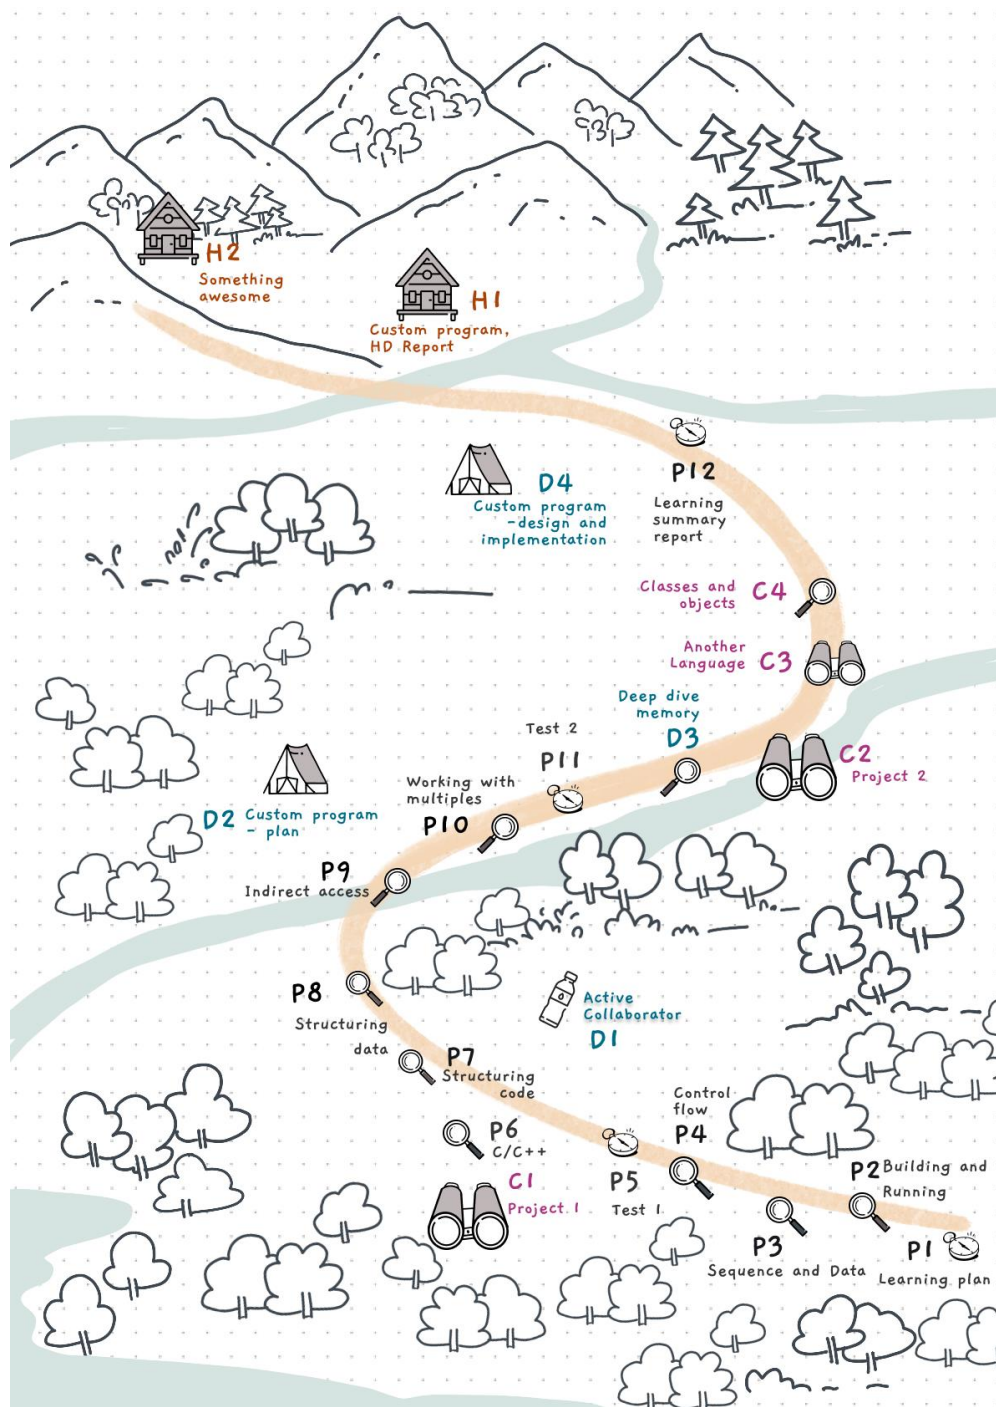 H2
Something
awesome
H1
Custom program,
HD Report
P12
Learning
summary
report
D4
Custom program
-design and
implementation
Classes and
objects
C4
Another
Language
C3
Deep dive
memory
D3
C2
Project 2
Test 2
P11
Working with
multiples
P10
D2
Custom program
- plan
P9
Indirect access
P8
Structuring
data
Active
Collaborator
D1
P7
Structuring
code
Control
flow
P4
P6
C/C++
C1
Project 1
P5
Test 1
P2
Building and
Running
P3
Sequence and Data
P1
Learning plan